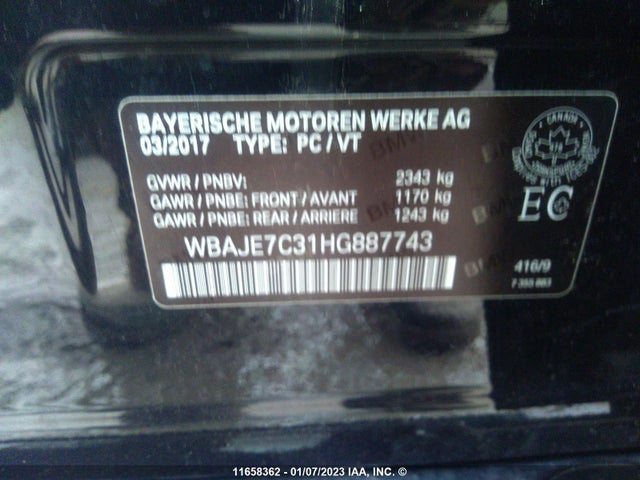 BAYERISCHE MOTOREN WERKE AG
03/2017 TYPE: PC / VT
GVWR / PNBV: 2343 kg
GAWR / PNBE: FRONT / AVANT 1170 kg
GAWR / PNBE: REAR / ARRIERE 1243 kg
WBAJE7C31HG887743
CANADA
EC
416/9
11658362 - 01/07/2023 IAA, INC. ©